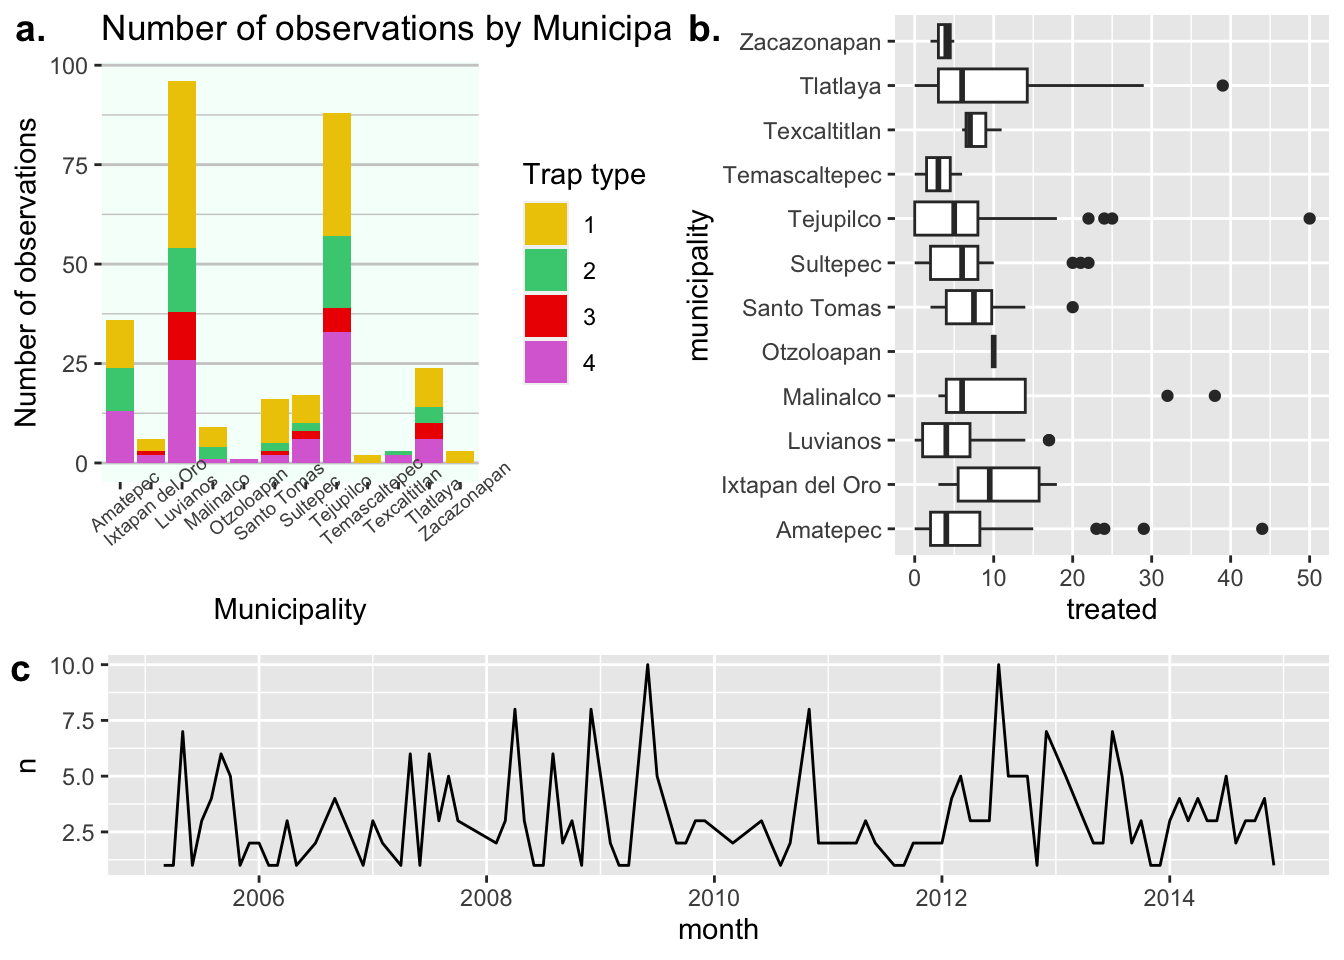 a.
Number of observations by Municipa
Number of observations
100
75
50
25
0
Amatepec
Ixtapan del Oro
Luvianos
Malinalco
Otzoloapan
Santo Tomas
Sultepec
Tejupilco
Temascaltepec
Texcaltitlan
Tlatlaya
Zacazonapan
Municipality
Trap type
1
2
3
4
b.
municipality
Zacazonapan
Tlatlaya
Texcaltitlan
Temascaltepec
Tejupilco
Sultepec
Santo Tomas
Otzoloapan
Malinalco
Luvianos
Ixtapan del Oro
Amatepec
0 10 20 30 40 50
treated
c
n
10.0
7.5
5.0
2.5
2006 2008 2010 2012 2014
month